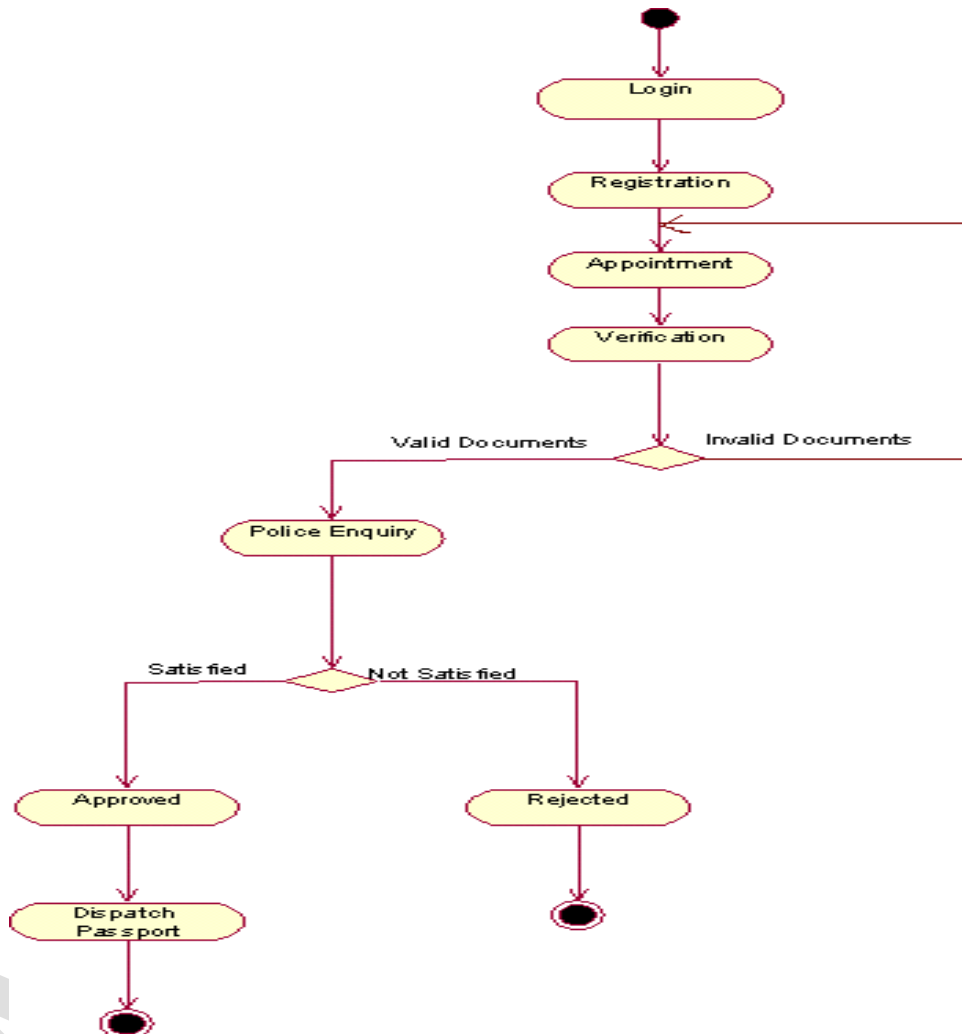 Login
Registration
Appointment
Verification
Valid Documents
Invalid Documents
Police Enquiry
Satisfied
Not Satisfied
Approved
Rejected
Dispatch
Passport